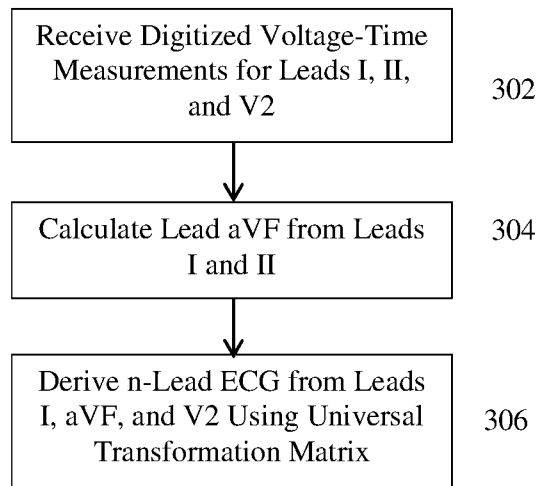 Receive Digitized Voltage-Time
Measurements for Leads I, II,
and V2
302
Calculate Lead aVF from Leads
I and II
304
Derive n-Lead ECG from Leads
I, aVF, and V2 Using Universal
Transformation Matrix
306